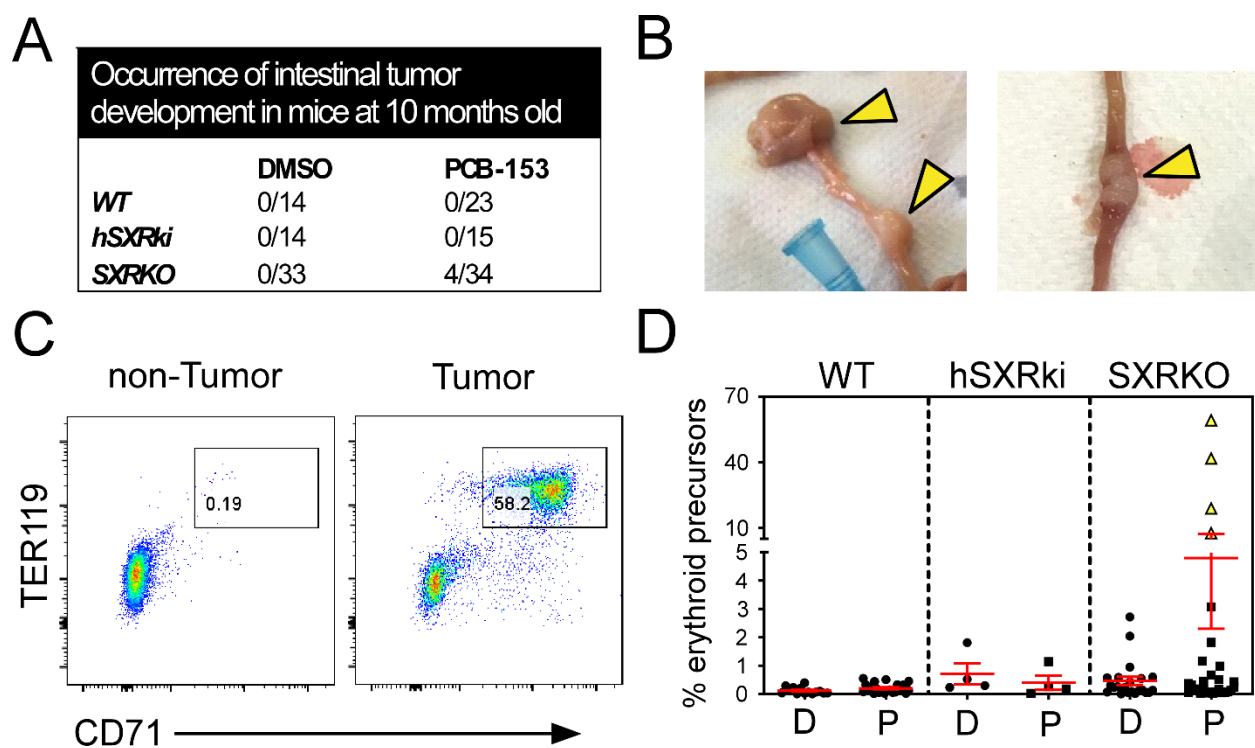 A
Occurrence of intestinal tumor
development in mice at 10 months old
DMSO PCB-153
WT 0/14 0/23
hSXRki 0/14 0/15
SXRKO 0/33 4/34
B
C
non-Tumor Tumor
0.19
58.2
TER119
CD71
D
WT hSXRki SXRKO
% erythroid precursors
70
40
10
5
4
3
2
1
0
D P D P D P